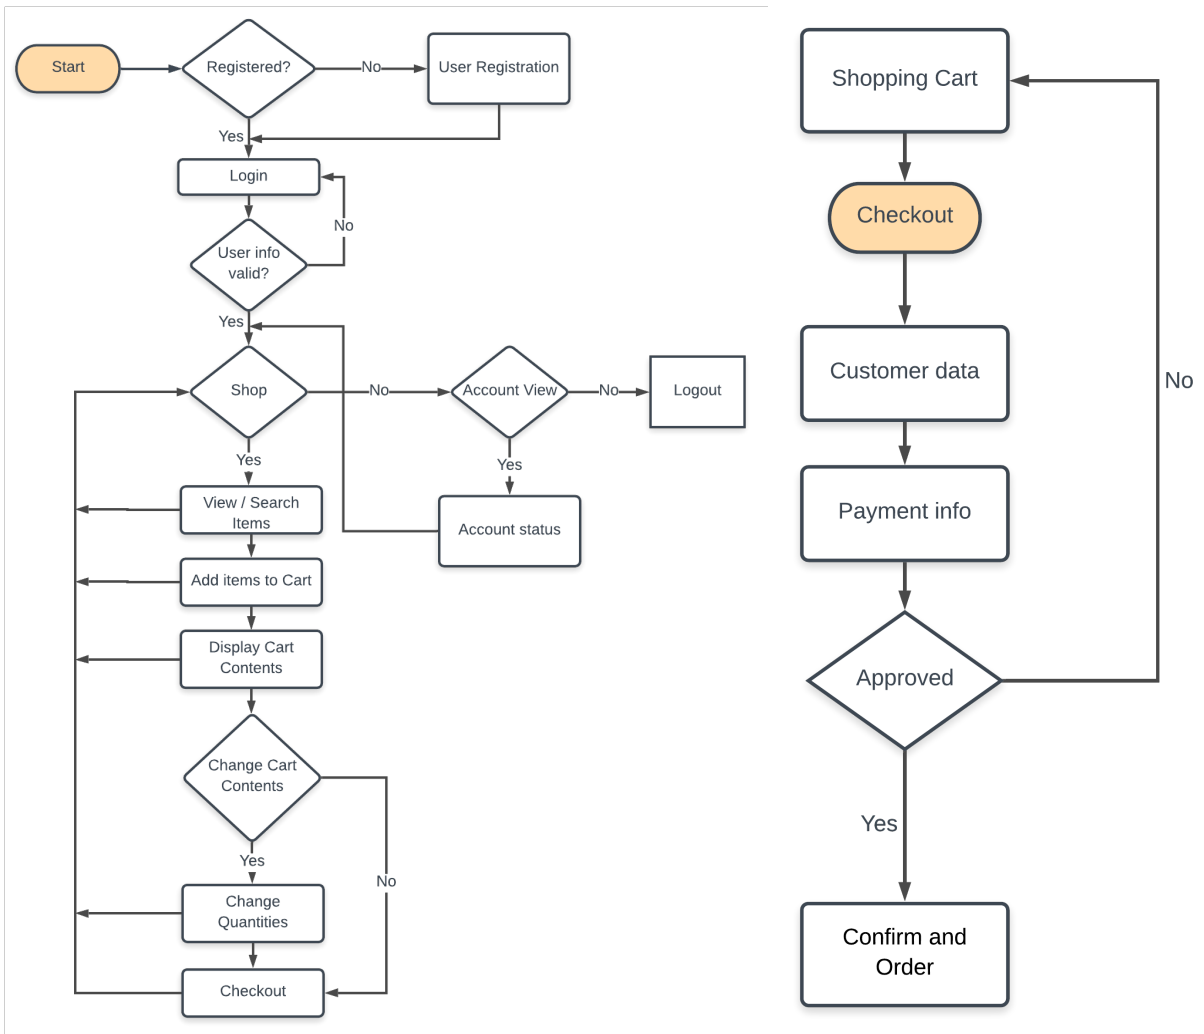 Start
Registered?
No
User Registration
Yes
Login
No
User info
valid?
Yes
Shop
No
Account View
No
Logout
Yes
Yes
View / Search
Items
Account status
Add items to Cart
Display Cart
Contents
Change Cart
Contents
Yes
No
Change
Quantities
Checkout
Shopping Cart
Checkout
Customer data
No
Payment info
Approved
Yes
Confirm and
Order